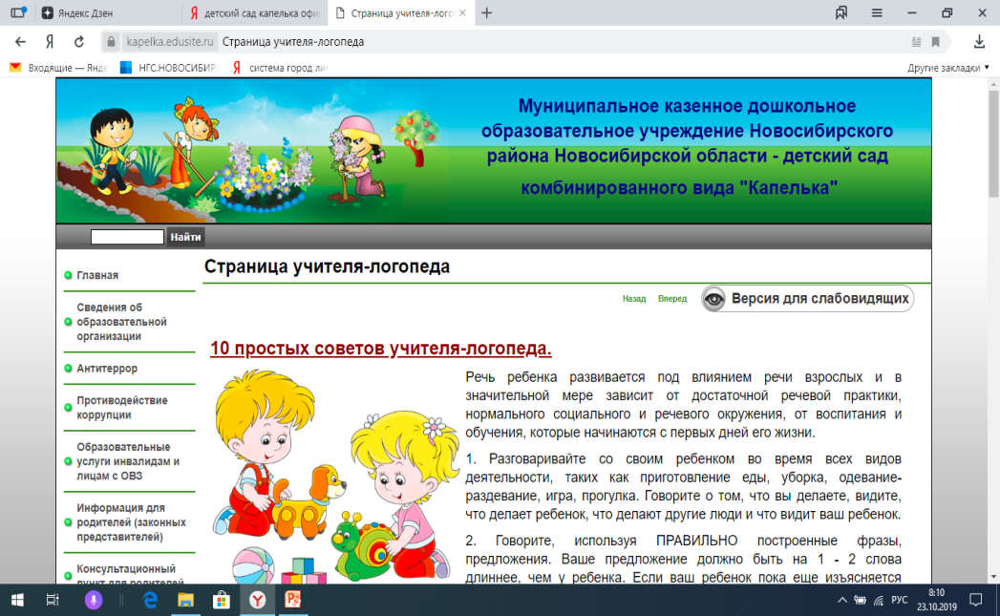 Яндекс Дзен
детский сад капелька офи
Страница учителя-лого
kapelka.edusite.ru Страница учителя-логопеда
Входящие — Янде
НГС.НОВОСИБИР
система город ли
Другие закладки
Муниципальное казенное дошкольное
образовательное учреждение Новосибирского
района Новосибирской области - детский сад
комбинированного вида "Капелька"
Найти
Главная
Сведения об
образовательной
организации
Антитеррор
Противодействие
коррупции
Образовательные
услуги инвалидам и
лицам с ОВЗ
Информация для
родителей (законных
представителей)
Консультационный
пункт для родителей
Страница учителя-логопеда
Назад Вперед
Версия для слабовидящих
10 простых советов учителя-логопеда.
Речь ребенка развивается под влиянием речи взрослых и в
значительной мере зависит от достаточной речевой практики,
нормального социального и речевого окружения, от воспитания и
обучения, которые начинаются с первых дней его жизни.
1. Разговаривайте со своим ребенком во время всех видов
деятельности, таких как приготовление еды, уборка, одевание-
раздевание, игра, прогулка. Говорите о том, что вы делаете, видите,
что делает ребенок, что делают другие люди и что видит ваш ребенок.
2. Говорите, используя ПРАВИЛЬНО построенные фразы,
предложения. Ваше предложение должно быть на 1 - 2 слова
длиннее, чем у ребенка. Если ваш ребенок пока еще изъясняется
РУС
8:10
23.10.2019